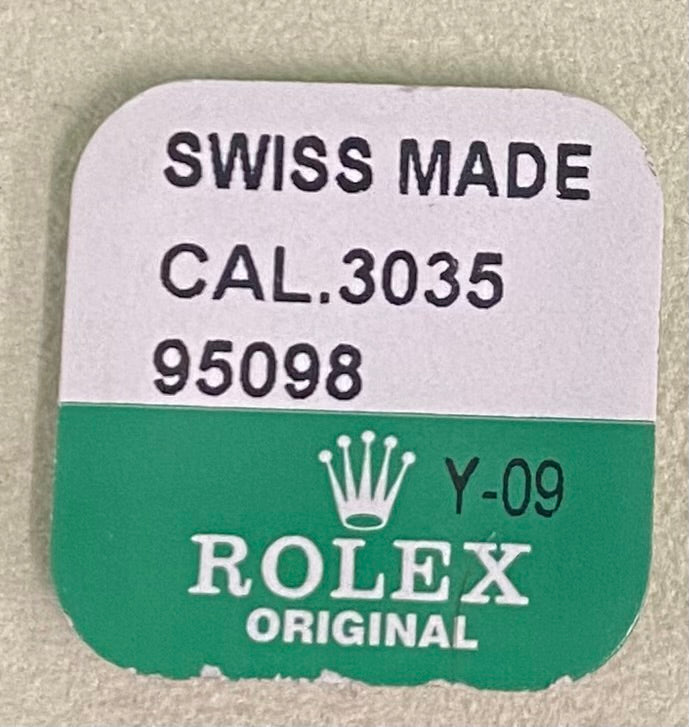 SWISS MADE
CAL.3035
95098
Y-09
ROLEX
ORIGINAL